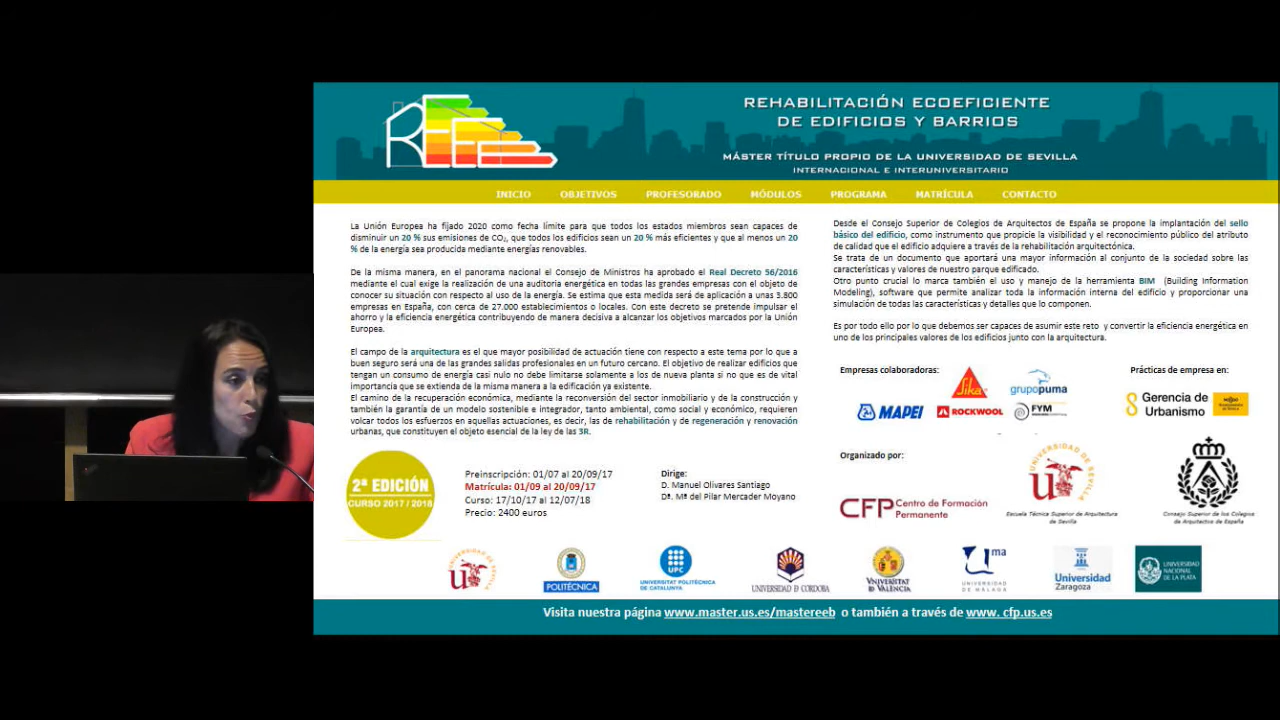 REHABILITACIÓN ECOEFICIENTE
DE EDIFICIOS Y BARRIOS
MÁSTER TÍTULO PROPIO DE LA UNIVERSIDAD DE SEVILLA
INTERNACIONAL E INTERUNIVERSITARIO
INICIO OBJETIVOS PROFESORADO MÓDULOS PROGRAMA MATRÍCULA CONTACTO
La Unión Europea ha fijado 2020 como fecha límite para que todos los estados miembros sean capaces de
disminuir un 20 % sus emisiones de CO₂, que todos los edificios sean un 20 % más eficientes y que al menos un 20
% de la energía sea producida mediante energías renovables.
De la misma manera, en el panorama nacional el Consejo de Ministros ha aprobado el Real Decreto 56/2016
mediante el cual exige la realización de una auditoria energética en todas las grandes empresas con el objeto de
conocer su situación con respecto al uso de la energía. Se estima que esta medida será de aplicación a unas 3.800
empresas en España, con cerca de 27.000 establecimientos o locales. Con este decreto se pretende impulsar el
ahorro y la eficiencia energética contribuyendo de manera decisiva a alcanzar los objetivos marcados por la Unión
Europea.
El campo de la arquitectura es el que mayor posibilidad de actuación tiene con respecto a este tema por lo que a
buen seguro será una de las grandes salidas profesionales en un futuro cercano. El objetivo de realizar edificios que
tengan un consumo de energía casi nulo no debe limitarse solamente a los de nueva planta si no que es de vital
importancia que se extienda de la misma manera a la edificación ya existente.
El camino de la recuperación económica, mediante la reconversión del sector inmobiliario y de la construcción y
también la garantía de un modelo sostenible e integrador, tanto ambiental, como social y económico, requieren
volcar todos los esfuerzos en aquellas actuaciones, es decir, las de rehabilitación y de regeneración y renovación
urbanas, que constituyen el objeto esencial de la ley de las 3R.
Desde el Consejo Superior de Colegios de Arquitectos de España se propone la implantación del sello
básico del edificio, como instrumento que propicie la visibilidad y el reconocimiento público del atributo
de calidad que el edificio adquiere a través de la rehabilitación arquitectónica.
Se trata de un documento que aportará una mayor información al conjunto de la sociedad sobre las
características y valores de nuestro parque edificado.
Otro punto crucial lo marca también el uso y manejo de la herramienta BIM (Building Information
Modeling), software que permite analizar toda la información interna del edificio y proporcionar una
simulación de todas las características y detalles que lo componen.
Es por todo ello por lo que debemos ser capaces de asumir este reto y convertir la eficiencia energética en
uno de los principales valores de los edificios junto con la arquitectura.
Empresas colaboradoras:
Sika
grupopuma
MAPEI
ROCKWOOL
FYM
Prácticas de empresa en:
Gerencia de
Urbanismo
2ª EDICIÓN
CURSO 2017 / 2018
Preinscripción: 01/07 al 20/09/17
Matrícula: 01/09 al 20/09/17
Curso: 17/10/17 al 12/07/18
Precio: 2400 euros
Dirige:
D. Manuel Olivares Santiago
Dª. Mª del Pilar Mercader Moyano
Organizado por:
CFP Centro de Formación
Permanente
UNIVERSIDAD DE SEVILLA
Escuela Técnica Superior de Arquitectura
de Sevilla
Consejo Superior de los Colegios
de Arquitectos de España
UNIVERSIDAD DE SEVILLA
POLITÉCNICA
UPC
UNIVERSITAT POLITÈCNICA
DE CATALUNYA
UNIVERSIDAD DE CORDOBA
VNIVERSITAT
DE VALENCIA
uma
UNIVERSIDAD
DE MÁLAGA
Universidad
Zaragoza
UNIVERSIDAD
NACIONAL
DE LA PLATA
Visita nuestra página www.master.us.es/mastereeb o también a través de www. cfp.us.es